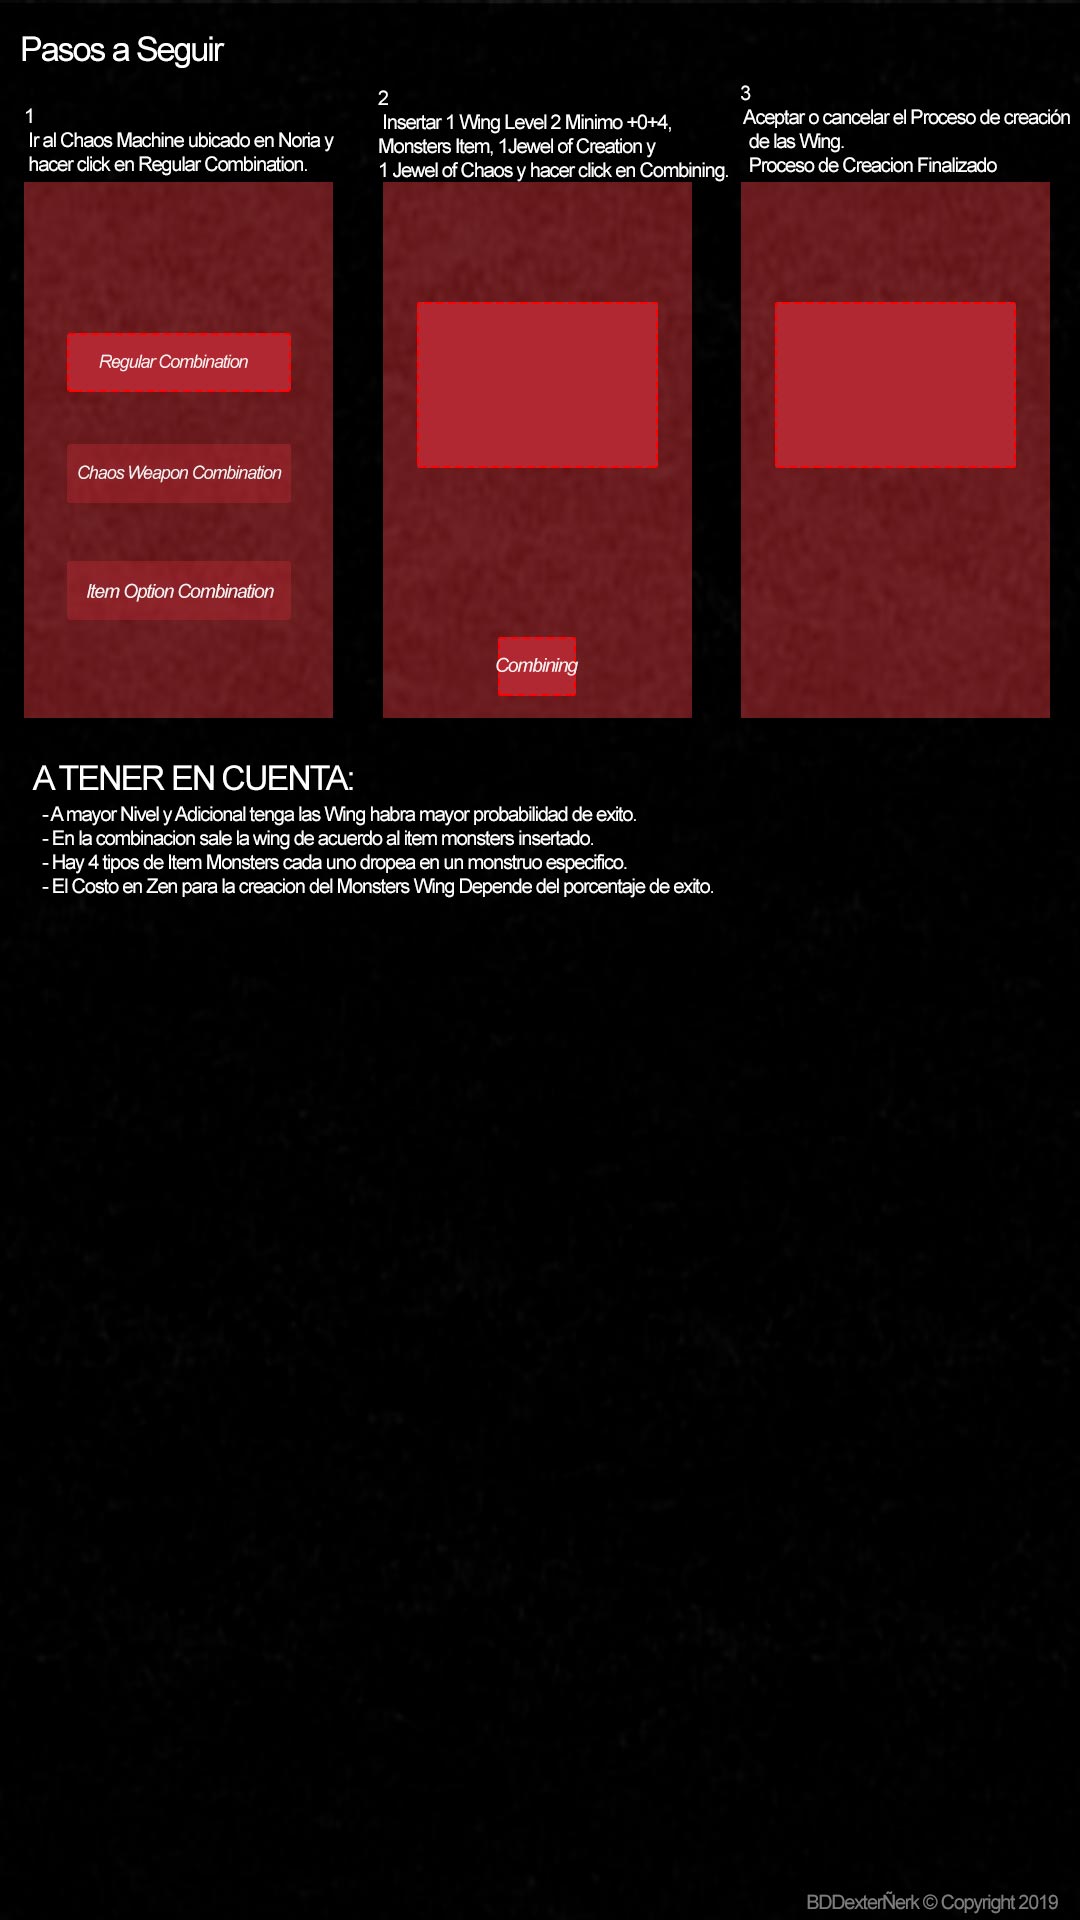 Pasos a Seguir
1
Ir al Chaos Machine ubicado en Noria y
hacer click en Regular Combination.
2
Insertar 1 Wing Level 2 Minimo +0+4,
Monsters Item, 1Jewel of Creation y
1 Jewel of Chaos y hacer click en Combining.
3
Aceptar o cancelar el Proceso de creación
de las Wing.
Proceso de Creacion Finalizado
Regular Combination
Chaos Weapon Combination
Item Option Combination
Combining
A TENER EN CUENTA:
- A mayor Nivel y Adicional tenga las Wing habra mayor probabilidad de exito.
- En la combinacion sale la wing de acuerdo al item monsters insertado.
- Hay 4 tipos de Item Monsters cada uno dropea en un monstruo especifico.
- El Costo en Zen para la creacion del Monsters Wing Depende del porcentaje de exito.
BDDexterÑerk © Copyright 2019